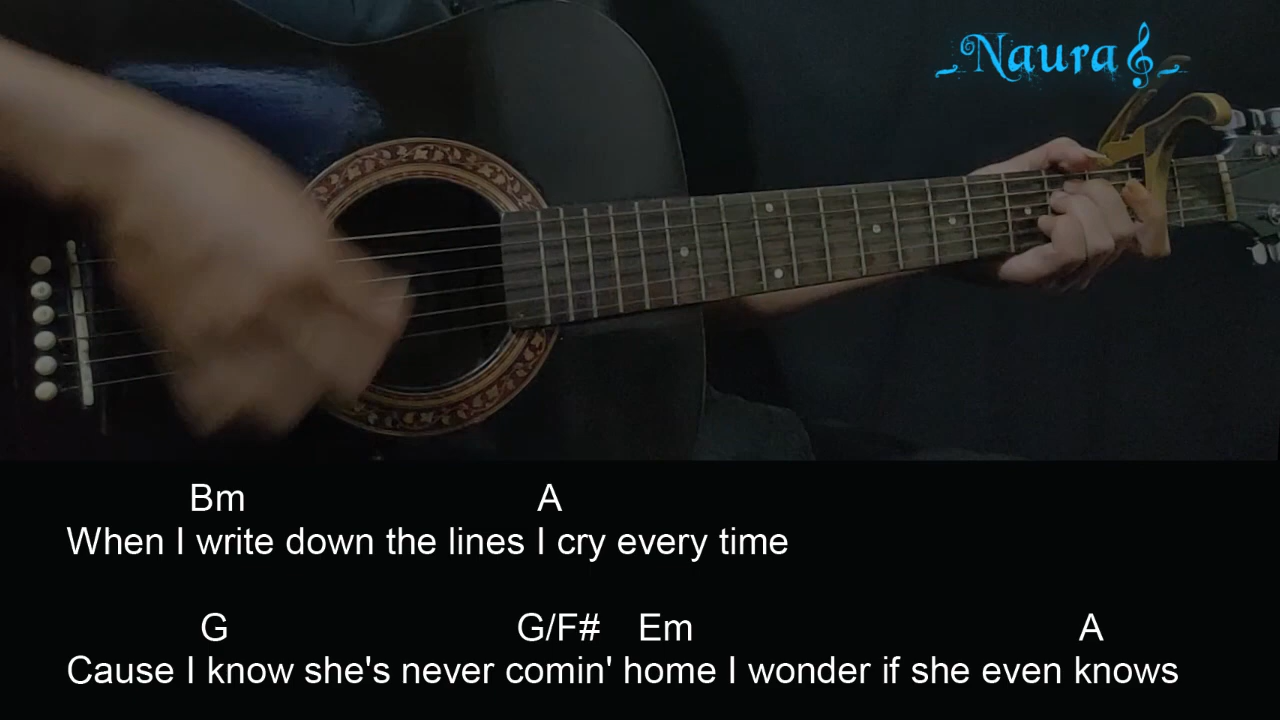 Naura
Bm A
When I write down the lines I cry every time
G G/F# Em A
Cause I know she's never comin' home I wonder if she even knows